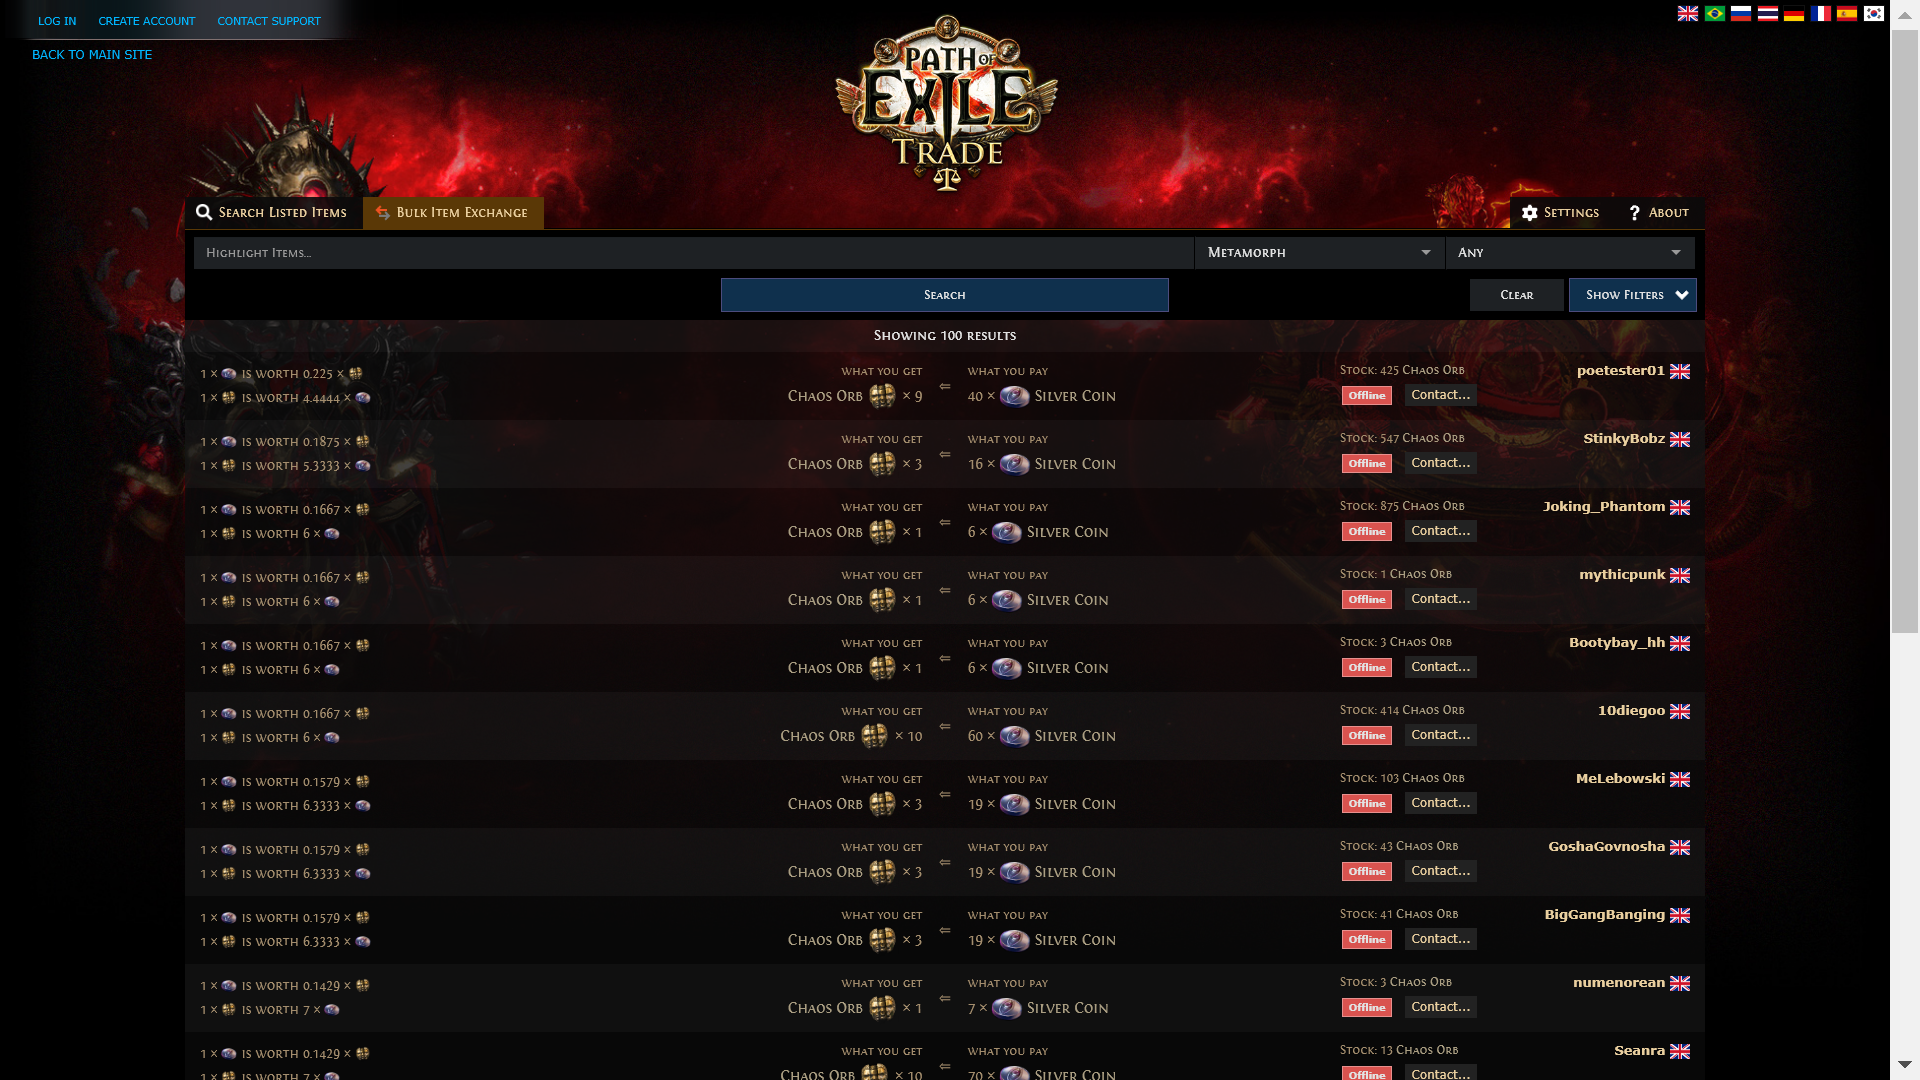 LOG IN CREATE ACCOUNT CONTACT SUPPORT
BACK TO MAIN SITE
PATH OF EXILE TRADE
Search Listed Items Bulk Item Exchange Settings ? About
Highlight Items... Metamorph Any
Search Clear Show Filters
Showing 100 results
1 × is worth 0.225 × what you get ⇐ what you pay Stock: 425 Chaos Orb poetester01
1 × is worth 4.4444 × Chaos Orb × 9 40 × Silver Coin Offline Contact...
1 × is worth 0.1875 × what you get ⇐ what you pay Stock: 547 Chaos Orb StinkyBobz
1 × is worth 5.3333 × Chaos Orb × 3 16 × Silver Coin Offline Contact...
1 × is worth 0.1667 × what you get ⇐ what you pay Stock: 875 Chaos Orb Joking_Phantom
1 × is worth 6 × Chaos Orb × 1 6 × Silver Coin Offline Contact...
1 × is worth 0.1667 × what you get ⇐ what you pay Stock: 1 Chaos Orb mythicpunk
1 × is worth 6 × Chaos Orb × 1 6 × Silver Coin Offline Contact...
1 × is worth 0.1667 × what you get ⇐ what you pay Stock: 3 Chaos Orb Bootybay_hh
1 × is worth 6 × Chaos Orb × 1 6 × Silver Coin Offline Contact...
1 × is worth 0.1667 × what you get ⇐ what you pay Stock: 414 Chaos Orb 10diegoo
1 × is worth 6 × Chaos Orb × 10 60 × Silver Coin Offline Contact...
1 × is worth 0.1579 × what you get ⇐ what you pay Stock: 103 Chaos Orb MeLebowski
1 × is worth 6.3333 × Chaos Orb × 3 19 × Silver Coin Offline Contact...
1 × is worth 0.1579 × what you get ⇐ what you pay Stock: 43 Chaos Orb GoshaGovnosha
1 × is worth 6.3333 × Chaos Orb × 3 19 × Silver Coin Offline Contact...
1 × is worth 0.1579 × what you get ⇐ what you pay Stock: 41 Chaos Orb BigGangBanging
1 × is worth 6.3333 × Chaos Orb × 3 19 × Silver Coin Offline Contact...
1 × is worth 0.1429 × what you get ⇐ what you pay Stock: 3 Chaos Orb numenorean
1 × is worth 7 × Chaos Orb × 1 7 × Silver Coin Offline Contact...
1 × is worth 0.1429 × what you get ⇐ what you pay Stock: 13 Chaos Orb Seanra
1 × is worth 7 × Chaos Orb × 10 70 × Silver Coin Offline Contact...